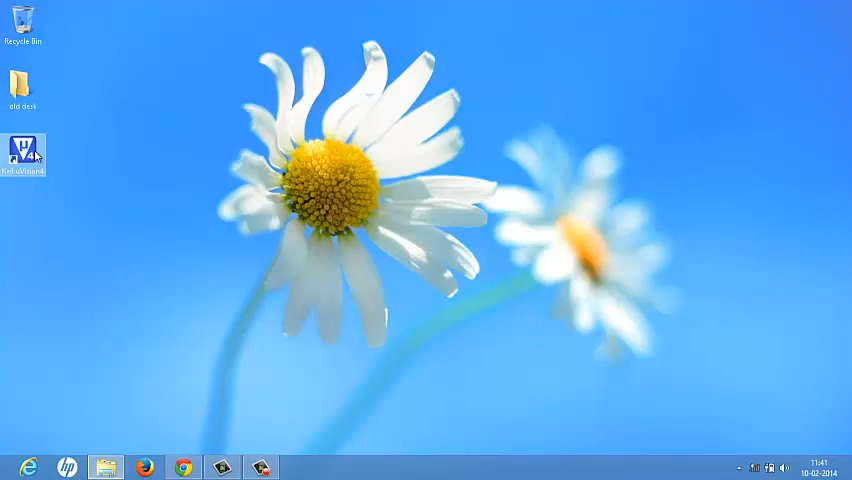 Recycle Bin
old desk
Keil uVision4
11:41
10-02-2014